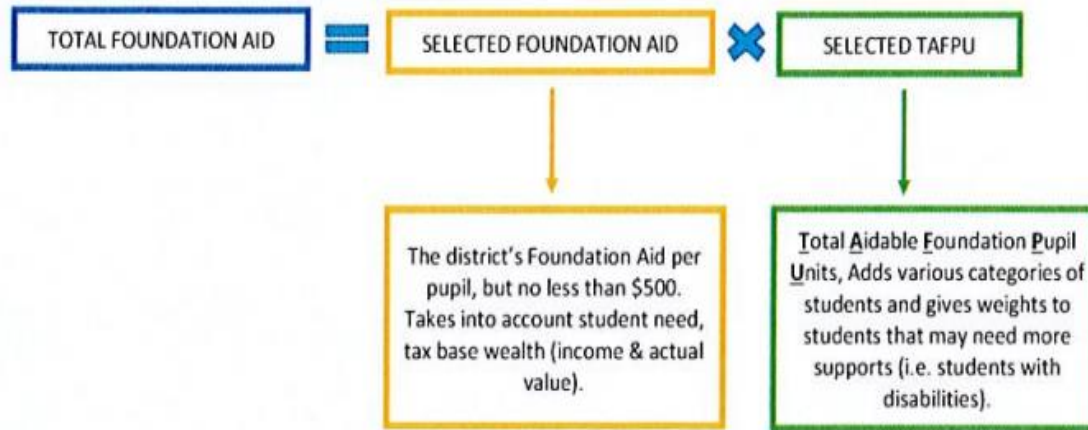 TOTAL FOUNDATION AID
SELECTED FOUNDATION AID
SELECTED TAFPU
The district's Foundation Aid per
pupil, but no less than $500.
Takes into account student need,
tax base wealth (income & actual
value).
Total Aidable Foundation Pupil
Units, Adds various categories of
students and gives weights to
students that may need more
supports (i.e. students with
disabilities).